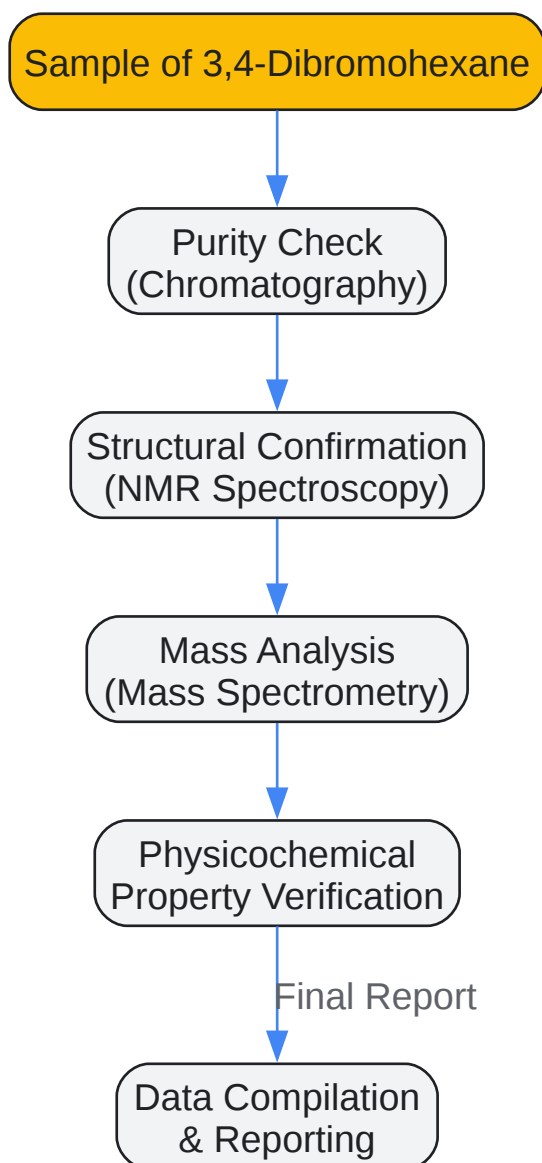 Sample of 3,4-Dibromohexane
Purity Check
(Chromatography)
Structural Confirmation
(NMR Spectroscopy)
Mass Analysis
(Mass Spectrometry)
Physicochemical
Property Verification
Final Report
Data Compilation
& Reporting